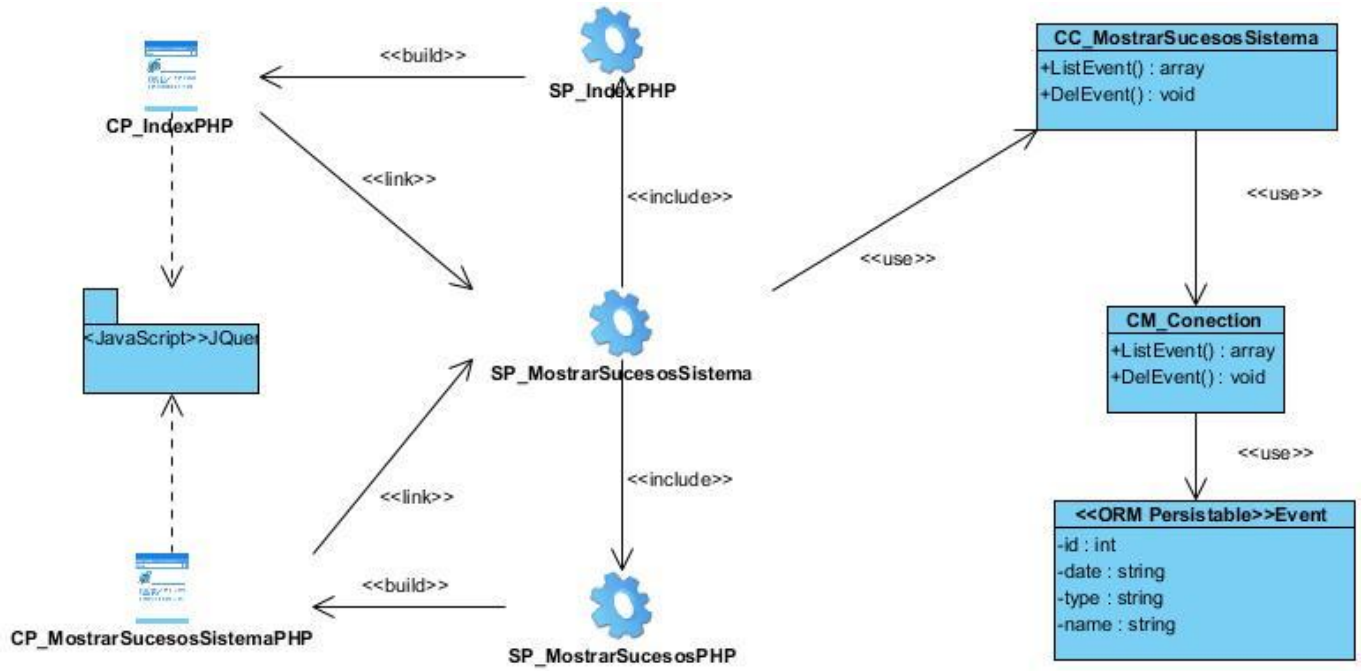 <<build>>
SP_IndexPHP
CP_IndexPHP
<<link>>
<<include>>
CC_MostrarSucesosSistema
+ListEvent() : array
+DelEvent() : void
<<use>>
<<use>>
<JavaScript>>JQuer
SP_MostrarSucesosSistema
CM_Conection
+ListEvent() : array
+DelEvent() : void
<<use>>
<<link>>
<<include>>
<<build>>
CP_MostrarSucesosSistemaPHP
SP_MostrarSucesosPHP
<<ORM Persistable>>Event
-id : int
-date : string
-type : string
-name : string